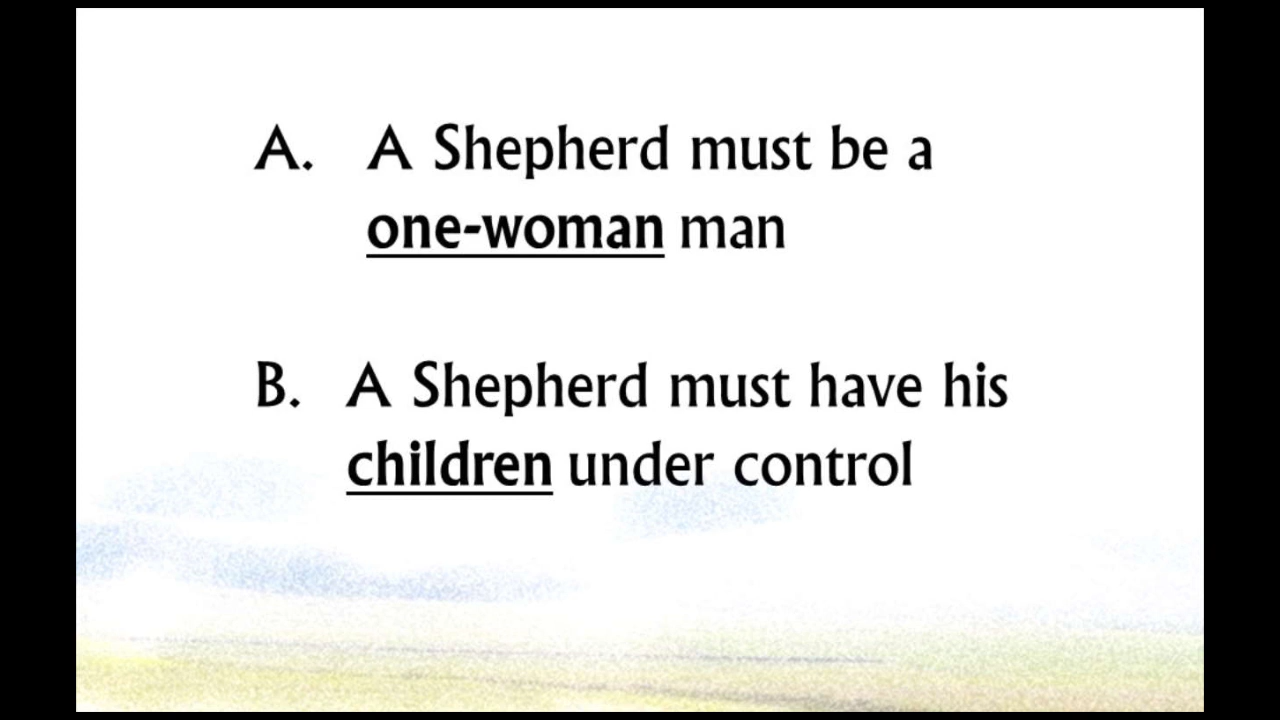 A. A Shepherd must be a
one-woman man
B. A Shepherd must have his
children under control